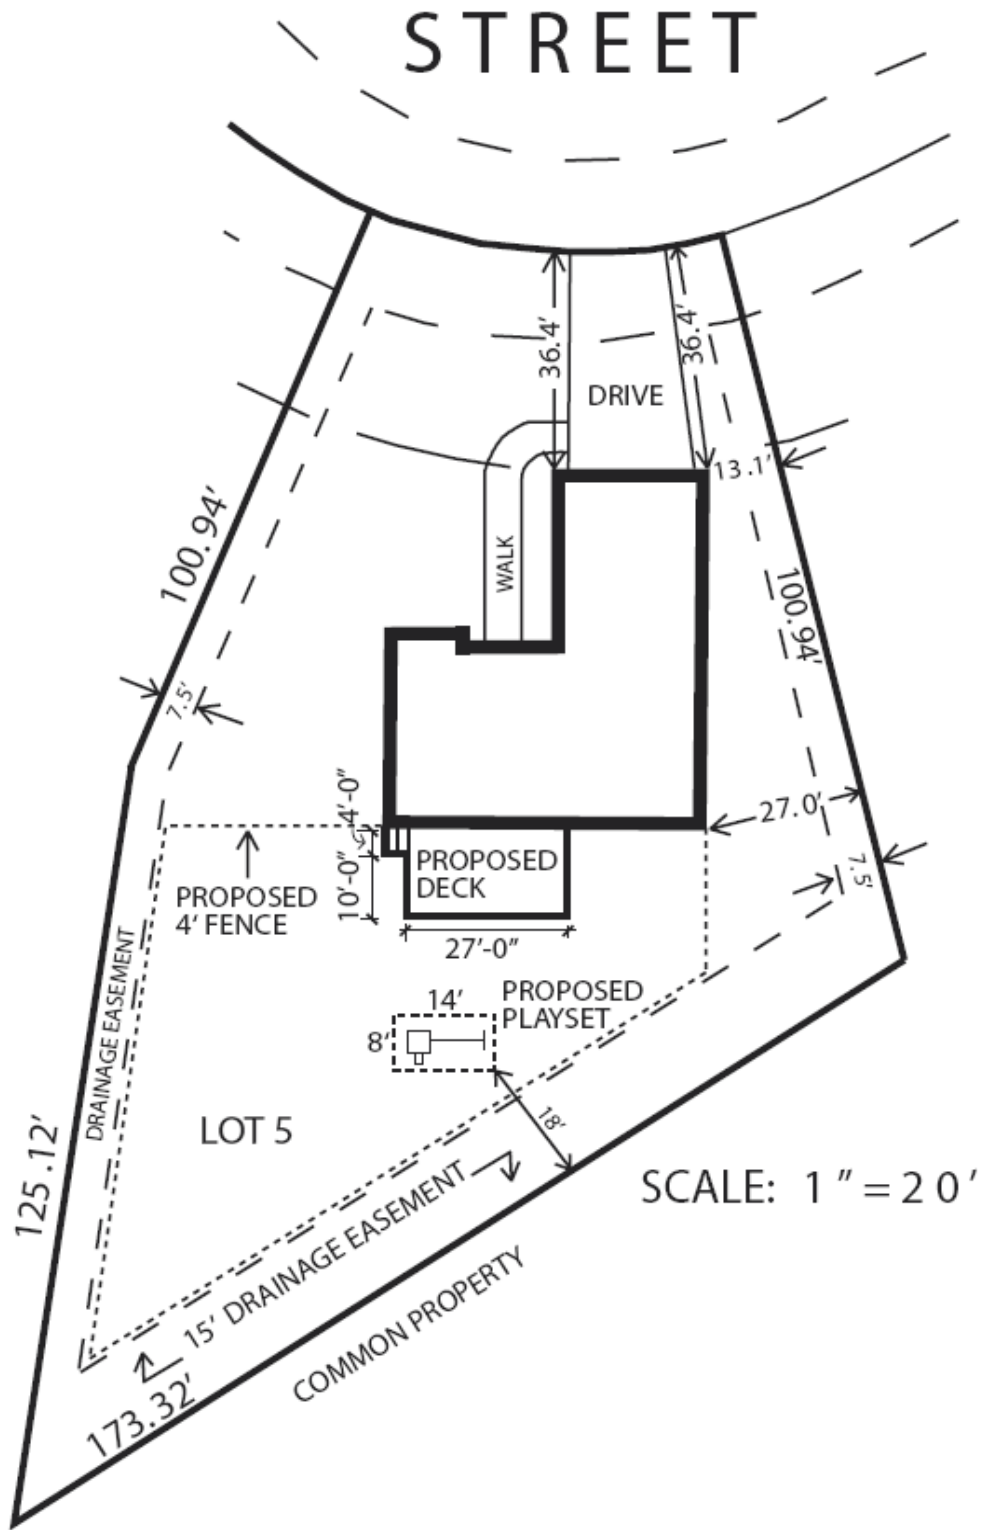 STREET
36.4'
36.4'
DRIVE
13.1'
100.94'
WALK
100.94'
7.5'
27.0'
4'-0"
PROPOSED
DECK
7.5'
10'-0"
PROPOSED
4' FENCE
27'-0"
DRAINAGE EASEMENT
14'
PROPOSED
PLAYSET
8'
18'
LOT 5
125.12'
SCALE: 1"=20'
15' DRAINAGE EASEMENT
COMMON PROPERTY
173.32'